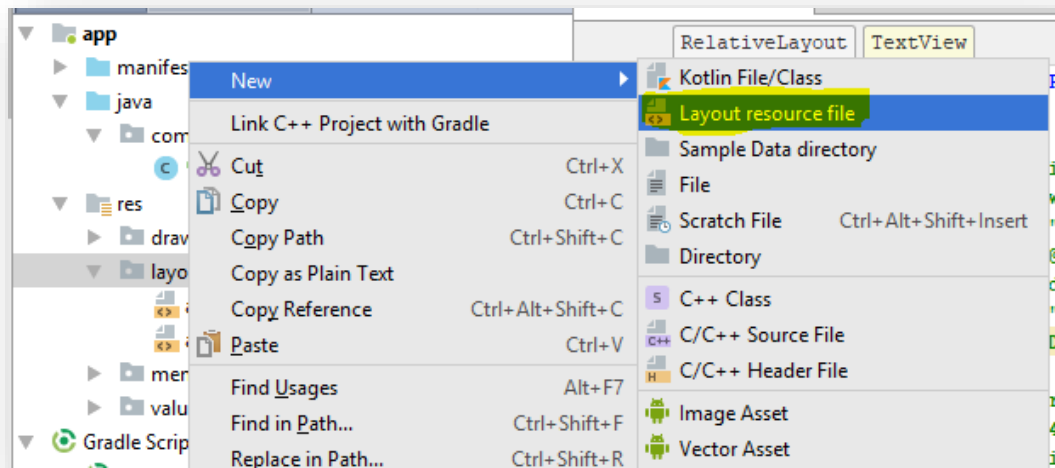 app
RelativeLayout TextView
manifes
java
com
C
res
draw
layo
men
valu
Gradle Scrip
New
Link C++ Project with Gradle
Cut Ctrl+X
Copy Ctrl+C
Copy Path Ctrl+Shift+C
Copy as Plain Text
Copy Reference Ctrl+Alt+Shift+C
Paste Ctrl+V
Find Usages Alt+F7
Find in Path... Ctrl+Shift+F
Replace in Path... Ctrl+Shift+R
Kotlin File/Class
Layout resource file
Sample Data directory
File
Scratch File Ctrl+Alt+Shift+Insert
Directory
S C++ Class
C++ C/C++ Source File
H C/C++ Header File
Image Asset
Vector Asset